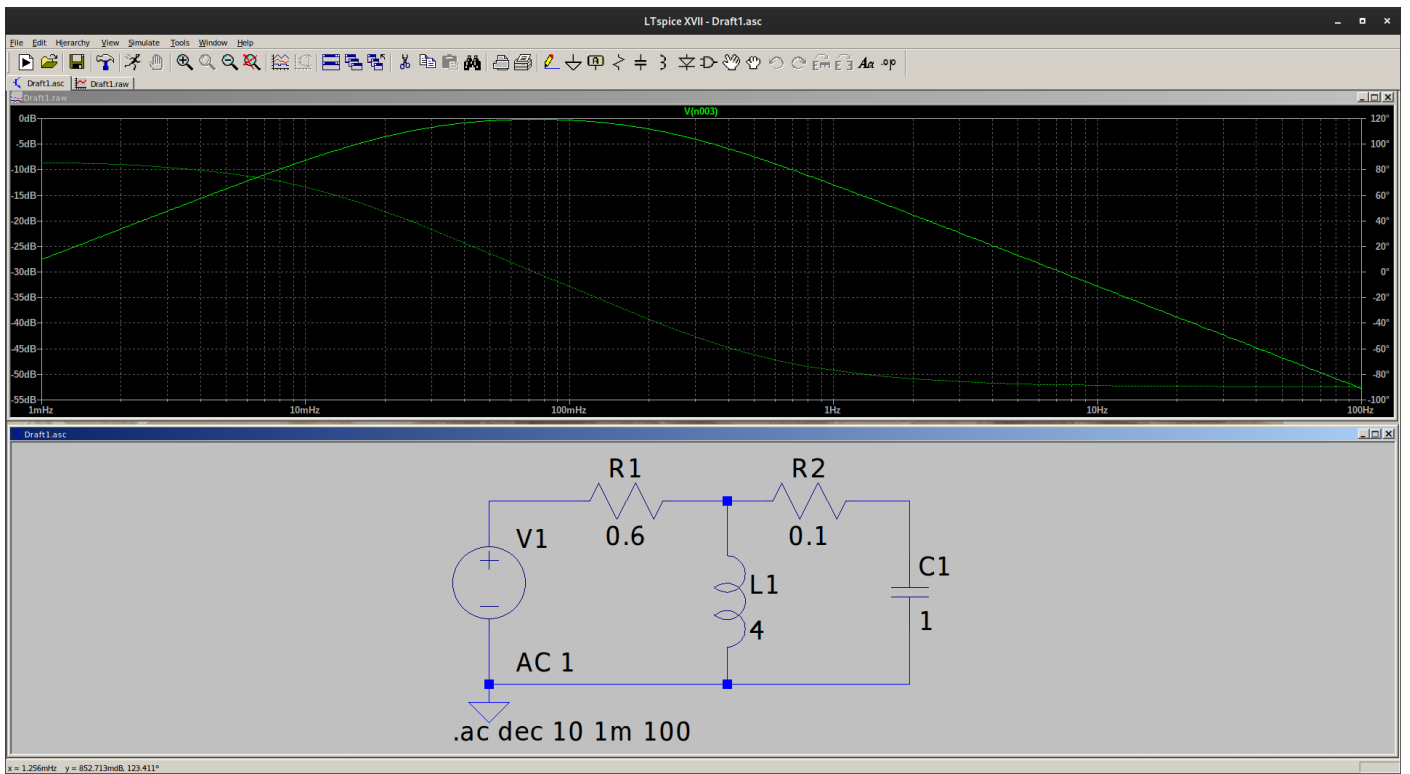 LTspice XVII - Draft1.asc
File Edit Hierarchy View Simulate Tools Window Help
Draft1.asc Draft1.raw
Draft1.raw
V(n003)
0dB 120°
-5dB 100°
-10dB 80°
-15dB 60°
-20dB 40°
-25dB 20°
-30dB 0°
-35dB -20°
-40dB -40°
-45dB -60°
-50dB -80°
-55dB -100°
1mHz 10mHz 100mHz 1Hz 10Hz 100Hz
Draft1.asc
R1 R2
V1 0.6 0.1
C1
L1
1
4
AC 1
.ac dec 10 1m 100
x = 1.256mHz y = 852.713mdB, 123.411°